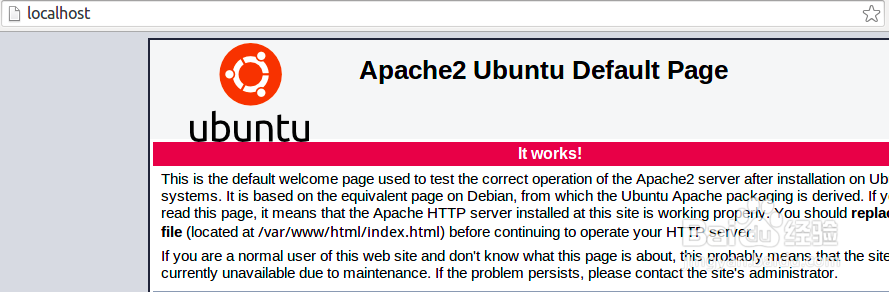 localhost
Apache2 Ubuntu Default Page
ubuntu
It works!
This is the default welcome page used to test the correct operation of the Apache2 server after installation on Ub
systems. It is based on the equivalent page on Debian, from which the Ubuntu Apache packaging is derived. If y
read this page, it means that the Apache HTTP server installed at this site is working properly. You should replac
file (located at /var/www/html/index.html) before continuing to operate your HTTP server.
If you are a normal user of this web site and don't know what this page is about, this probably means that the site
currently unavailable due to maintenance. If the problem persists, please contact the site's administrator.
Baidu 经验